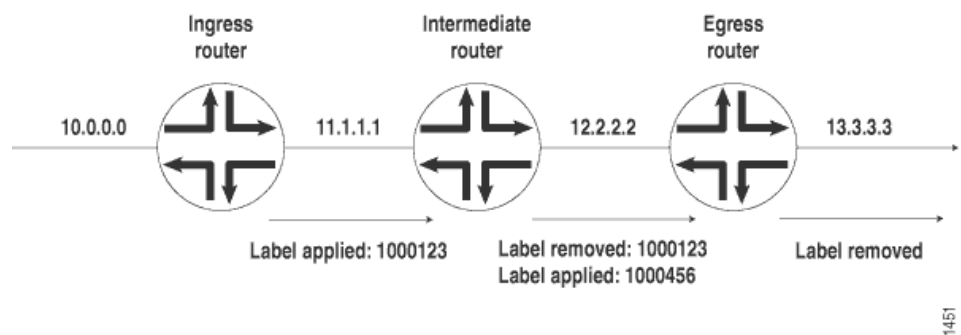 Ingress
router
Intermediate
router
Egress
router
10.0.0.0
11.1.1.1
12.2.2.2
13.3.3.3
Label applied: 1000123
Label removed: 1000123
Label applied: 1000456
Label removed
1451